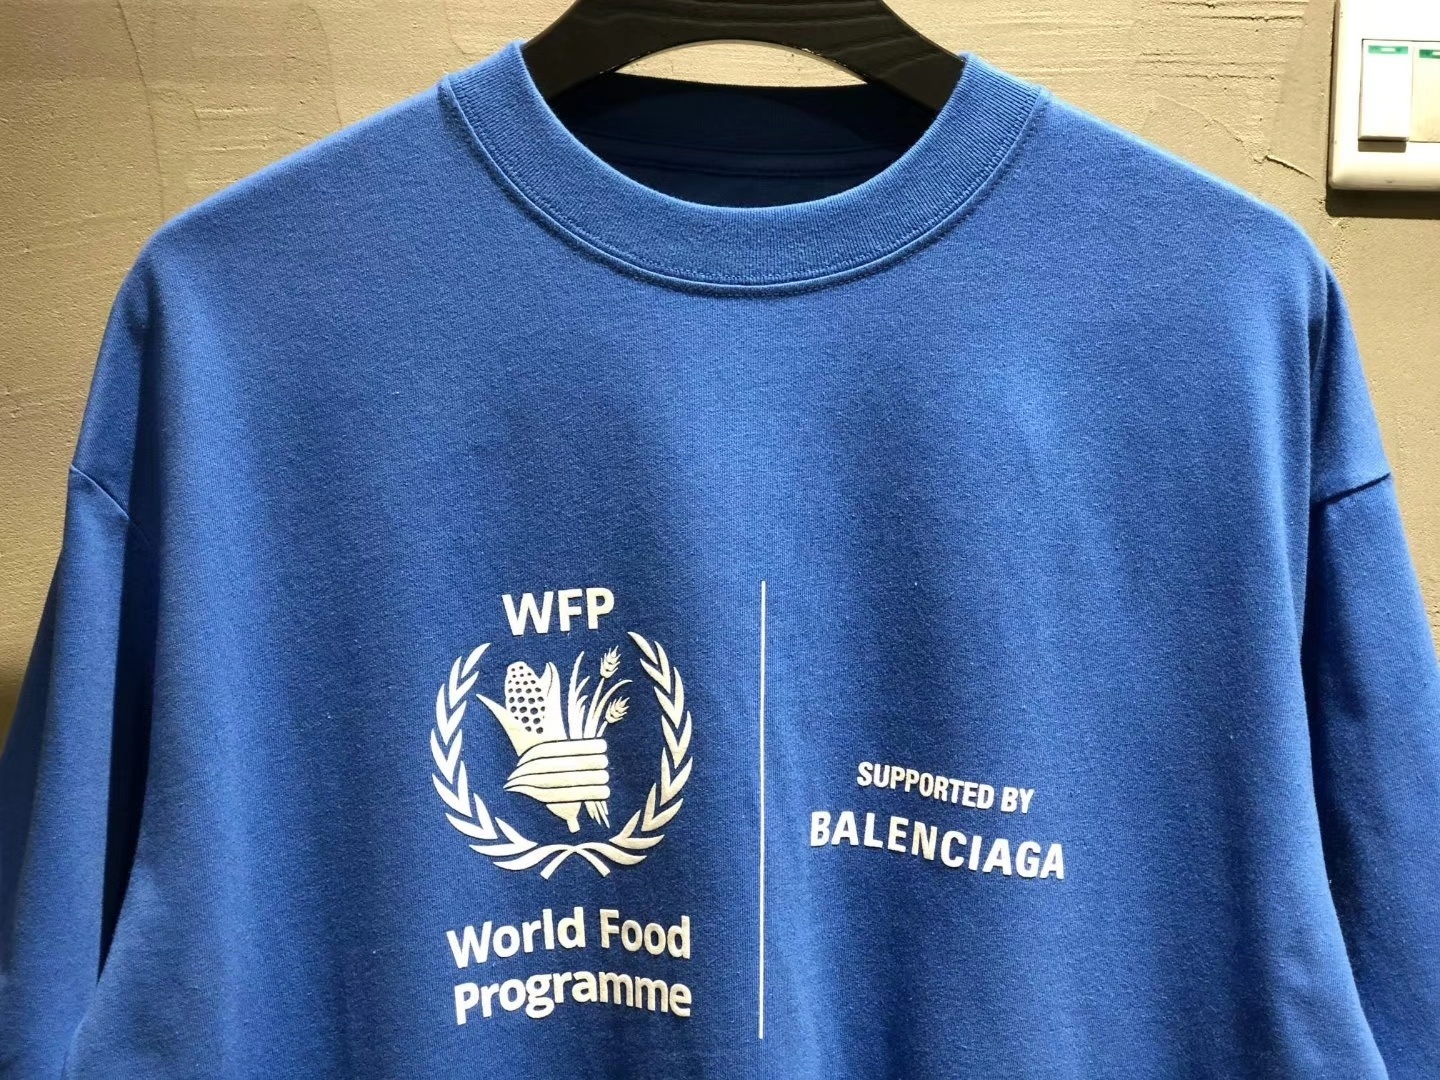 WFP
World Food
Programme
SUPPORTED BY
BALENCIAGA